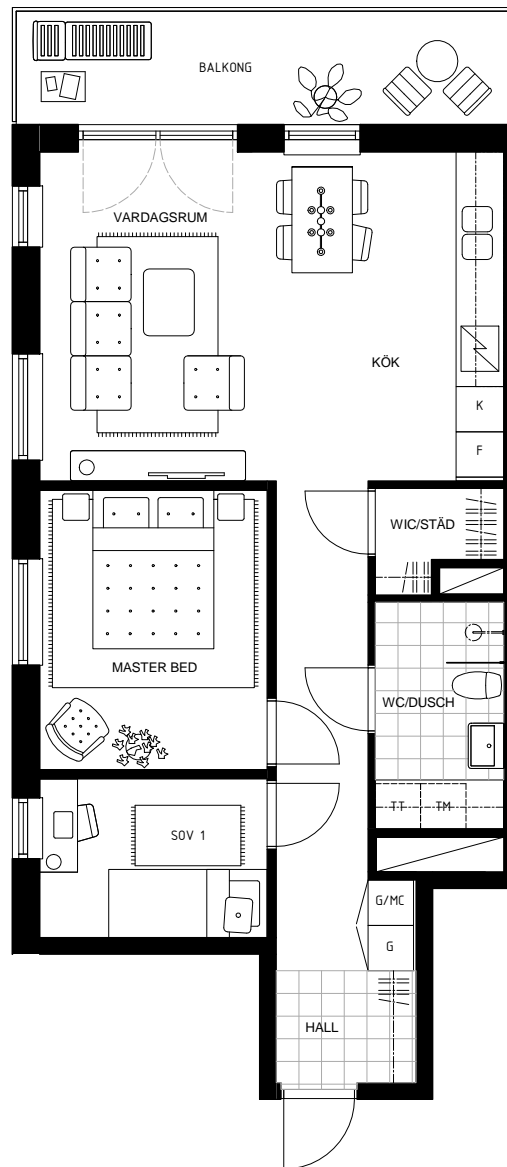 BALKONG
VARDAGSRUM
KÖK
K
F
WIC/STÄD
MASTER BED
WC/DUSCH
TT TM
SOV 1
G/MC
G
HALL